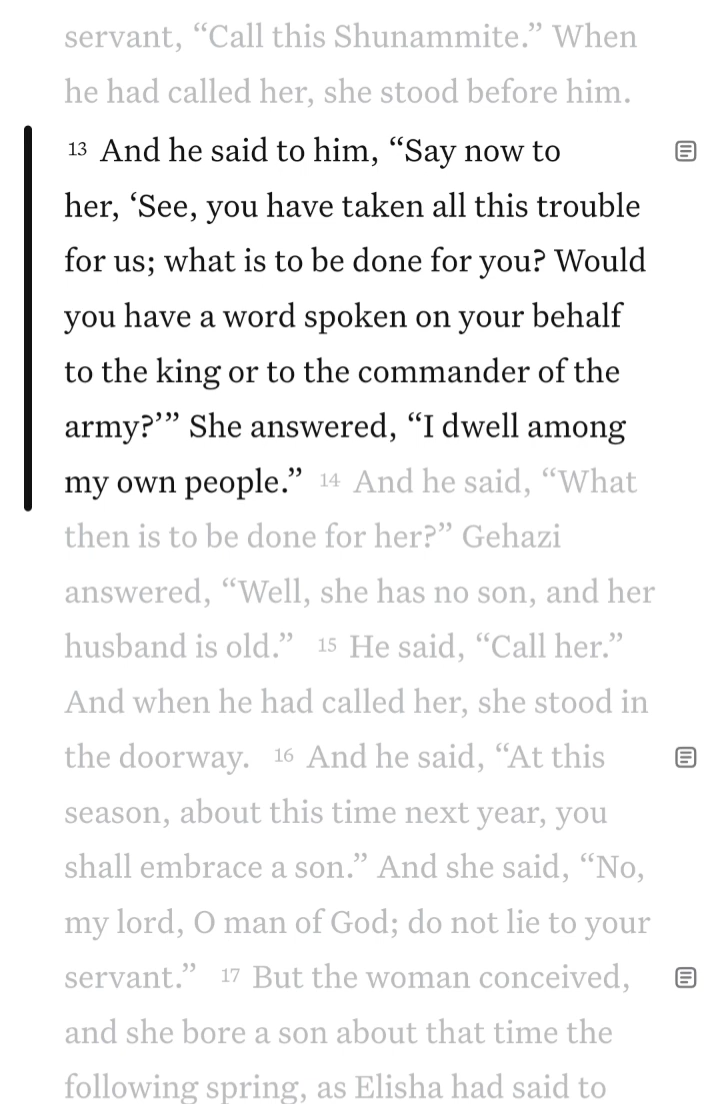 servant, “Call this Shunammite.” When
he had called her, she stood before him.
13 And he said to him, “Say now to
her, ‘See, you have taken all this trouble
for us; what is to be done for you? Would
you have a word spoken on your behalf
to the king or to the commander of the
army?’” She answered, “I dwell among
my own people.” 14 And he said, “What
then is to be done for her?” Gehazi
answered, “Well, she has no son, and her
husband is old.” 15 He said, “Call her.”
And when he had called her, she stood in
the doorway. 16 And he said, “At this
season, about this time next year, you
shall embrace a son.” And she said, “No,
my lord, O man of God; do not lie to your
servant.” 17 But the woman conceived,
and she bore a son about that time the
following spring, as Elisha had said to